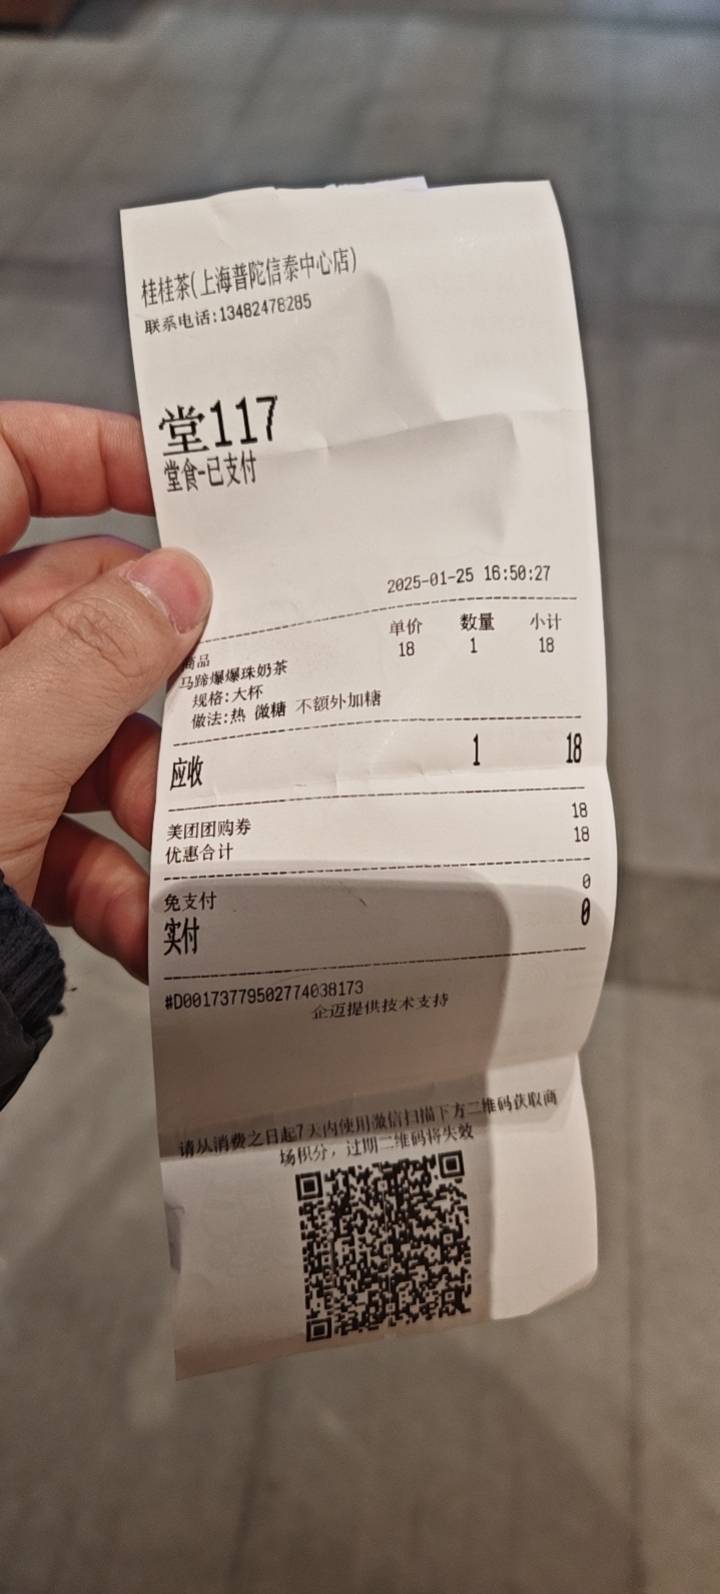 桂桂茶(上海普陀信泰中心店)
联系电话:13482478285
堂117
堂食-已支付
2025-01-25 16:50:27
商品 单价 数量 小计
马蹄爆爆珠奶茶 18 1 18
规格:大杯
做法:热 微糖 不额外加糖
应收 1 18
美团团购券 18
优惠合计 18
免支付 0
实付 0
#D00173779502774038173
企迈提供技术支持
请从消费之日起7天内使用微信扫描下方二维码获取商
场积分，过期二维码将失效